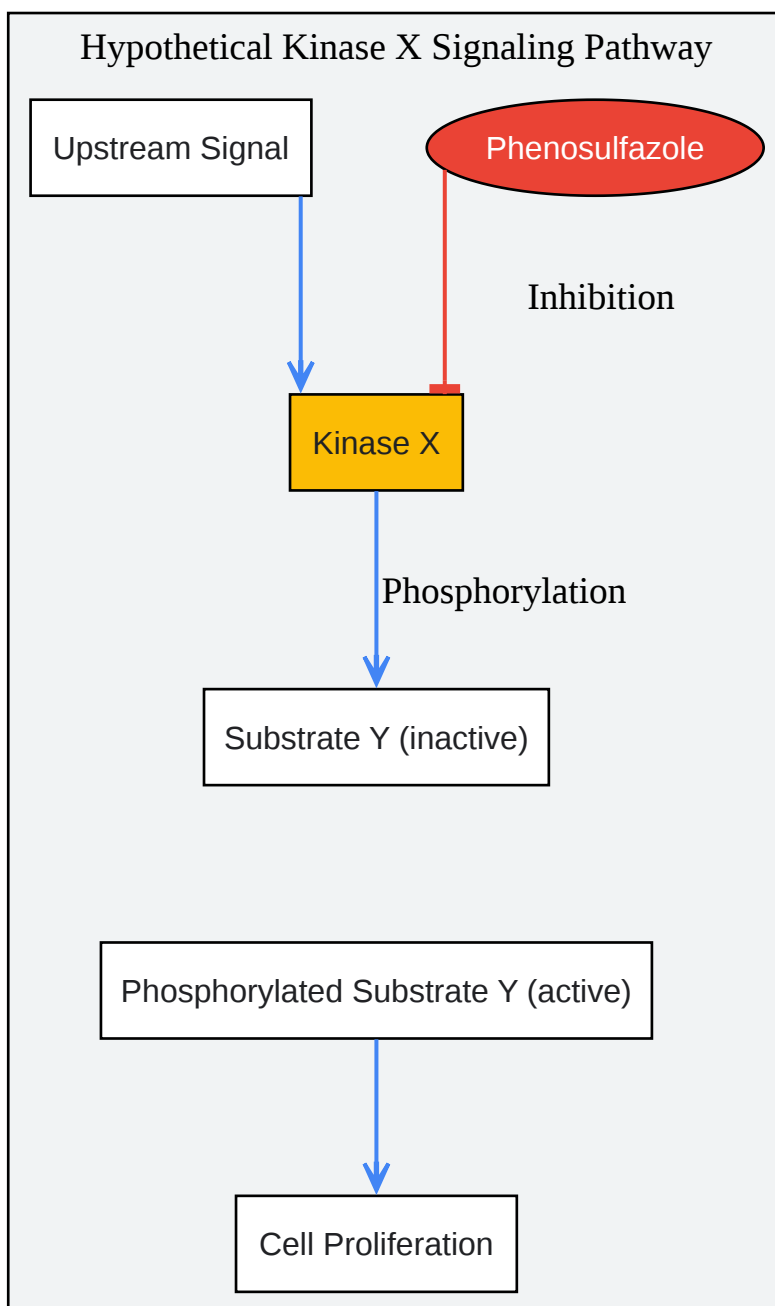 Hypothetical Kinase X Signaling Pathway
Upstream Signal
Phenosulfazole
Inhibition
Kinase X
Phosphorylation
Substrate Y (inactive)
Phosphorylated Substrate Y (active)
Cell Proliferation